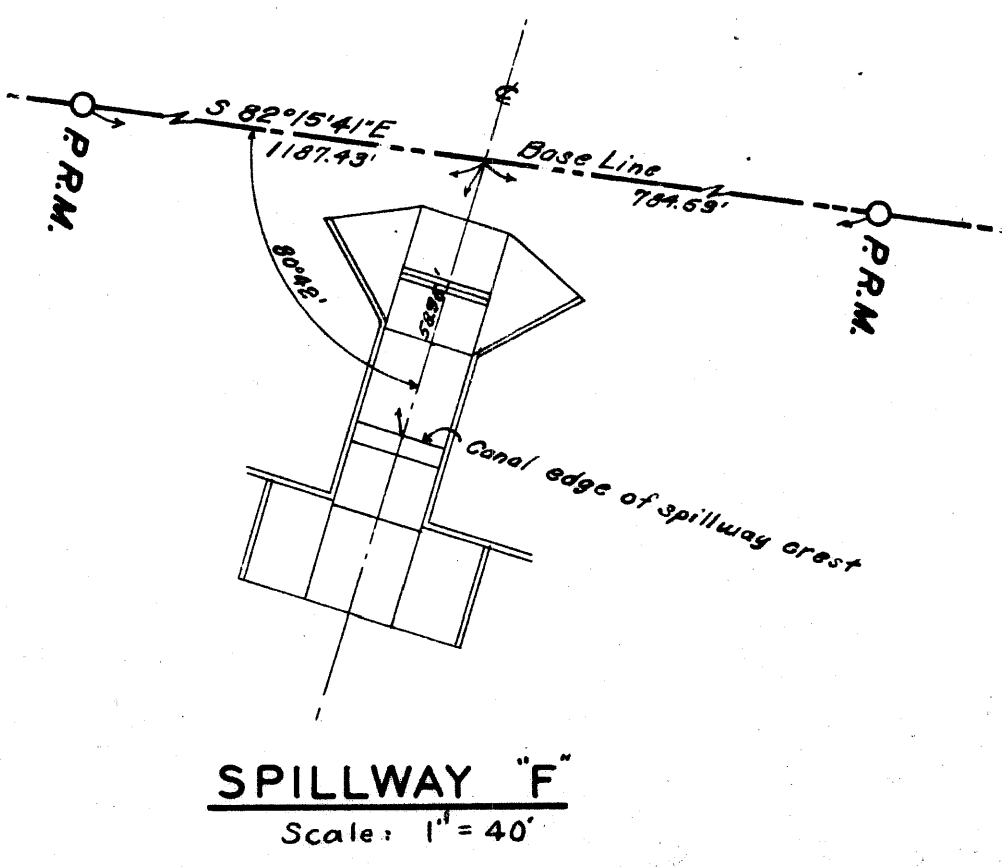 ℄
S 82°15'41"E
1187.43'
Base Line
784.59'
P.R.M.
P.R.M.
80°42'
Canal edge of spillway crest
SPILLWAY "F"
Scale: 1" = 40'